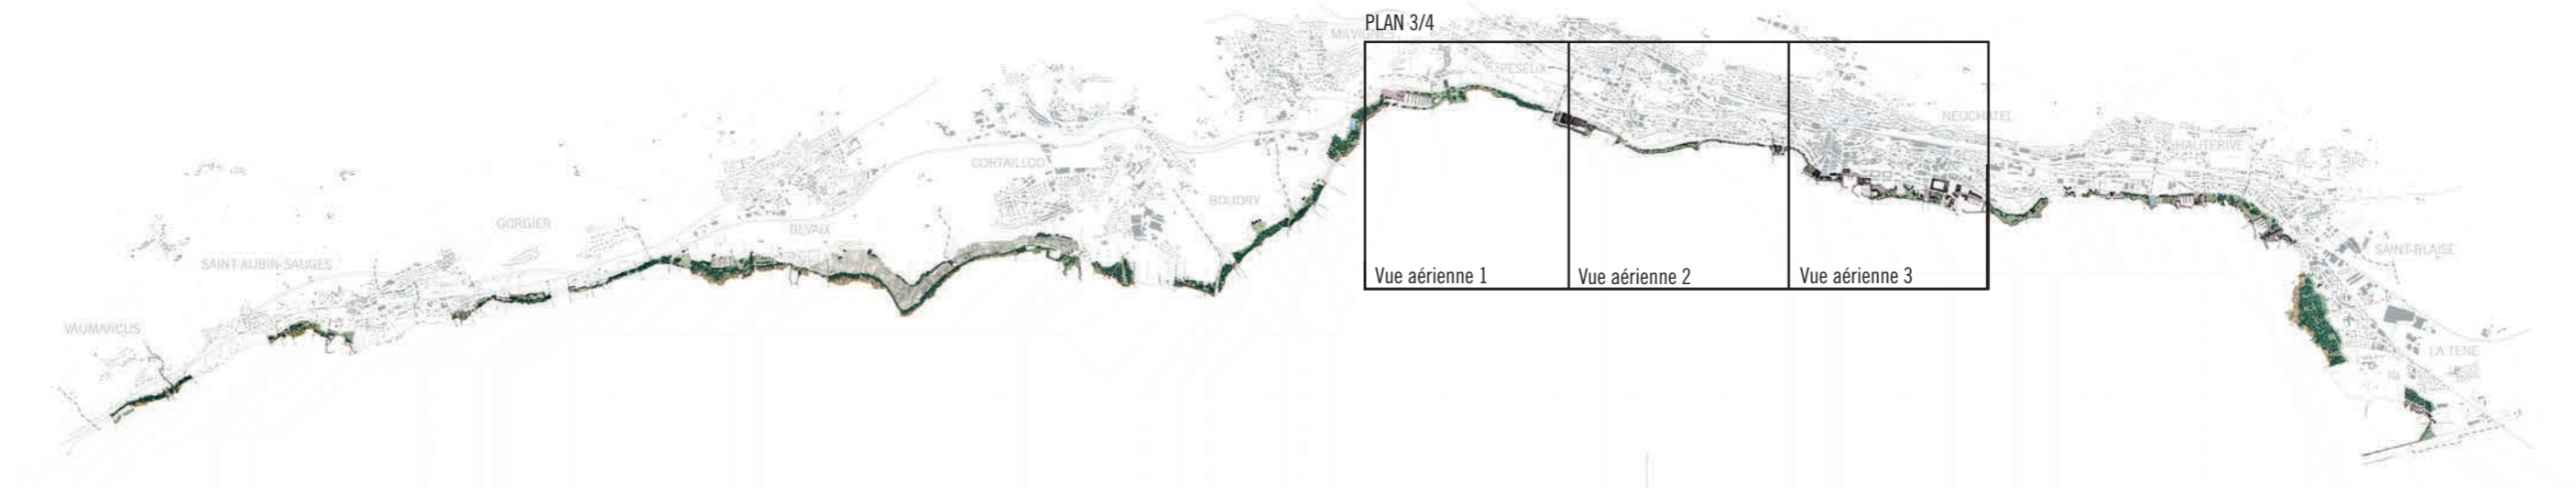 PLAN 3/4
MILVIGNES
PESEUX
NEUCHATEL
HAUTERIVE
CORTAILLOD
BOUDRY
GORGIER
BEVAIX
SAINT-AUBIN-SAUGES
SAINT-BLAISE
Vue aérienne 1
Vue aérienne 2
Vue aérienne 3
VAUMARCUS
LA TENE